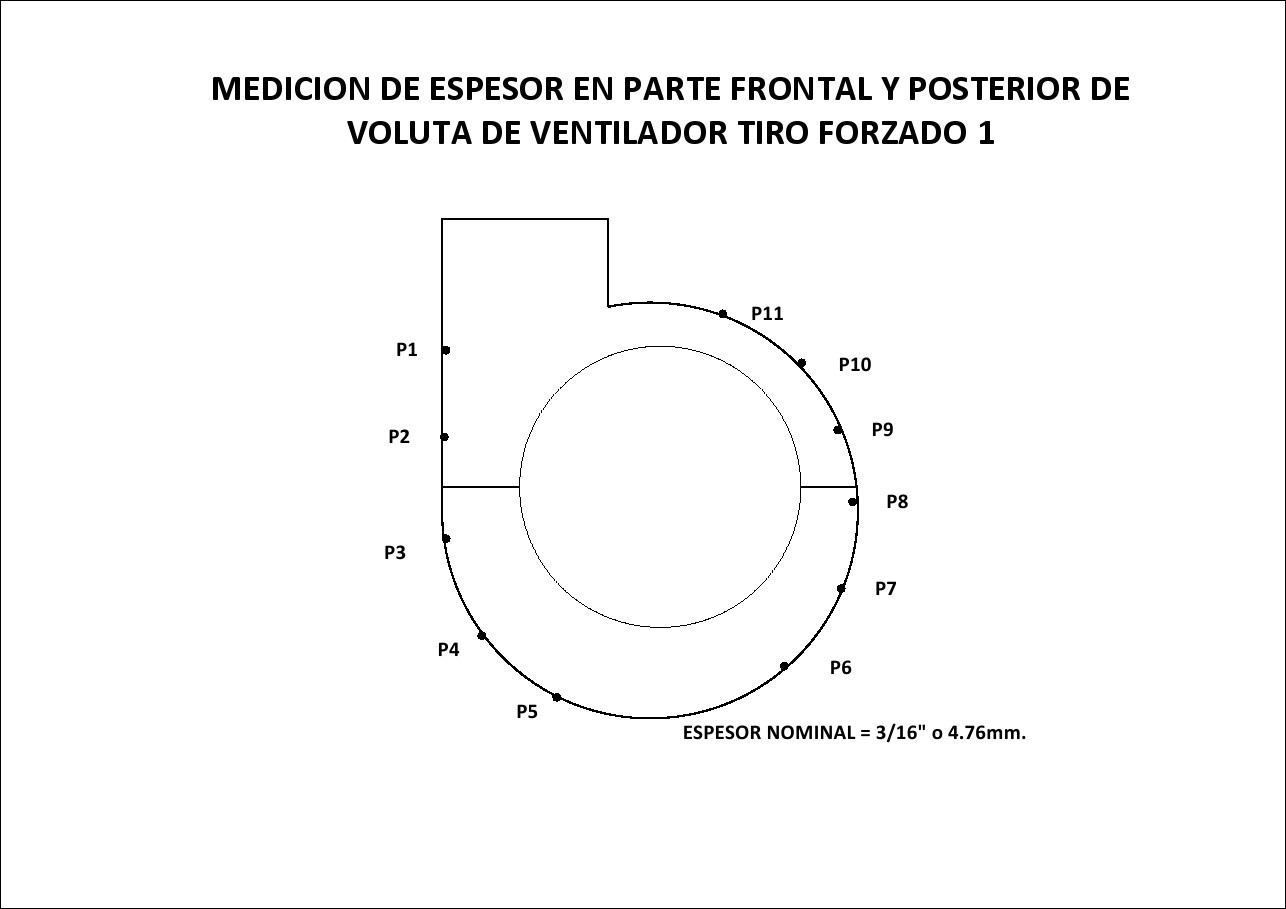 MEDICION DE ESPESOR EN PARTE FRONTAL Y POSTERIOR DE
VOLUTA DE VENTILADOR TIRO FORZADO 1
P11
P1
P10
P2
P9
P8
P3
P7
P4
P6
P5
ESPESOR NOMINAL = 3/16" o 4.76mm.